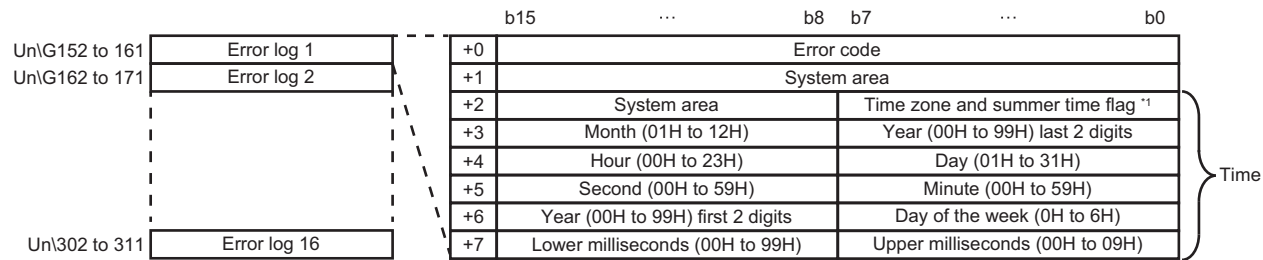 b15 ··· b8 b7 ··· b0
Un\G152 to 161 Error log 1 +0 Error code
Un\G162 to 171 Error log 2 +1 System area
+2 System area Time zone and summer time flag *1
+3 Month (01H to 12H) Year (00H to 99H) last 2 digits
+4 Hour (00H to 23H) Day (01H to 31H)
Time
+5 Second (00H to 59H) Minute (00H to 59H)
+6 Year (00H to 99H) first 2 digits Day of the week (0H to 6H)
Un\302 to 311 Error log 16 +7 Lower milliseconds (00H to 99H) Upper milliseconds (00H to 09H)